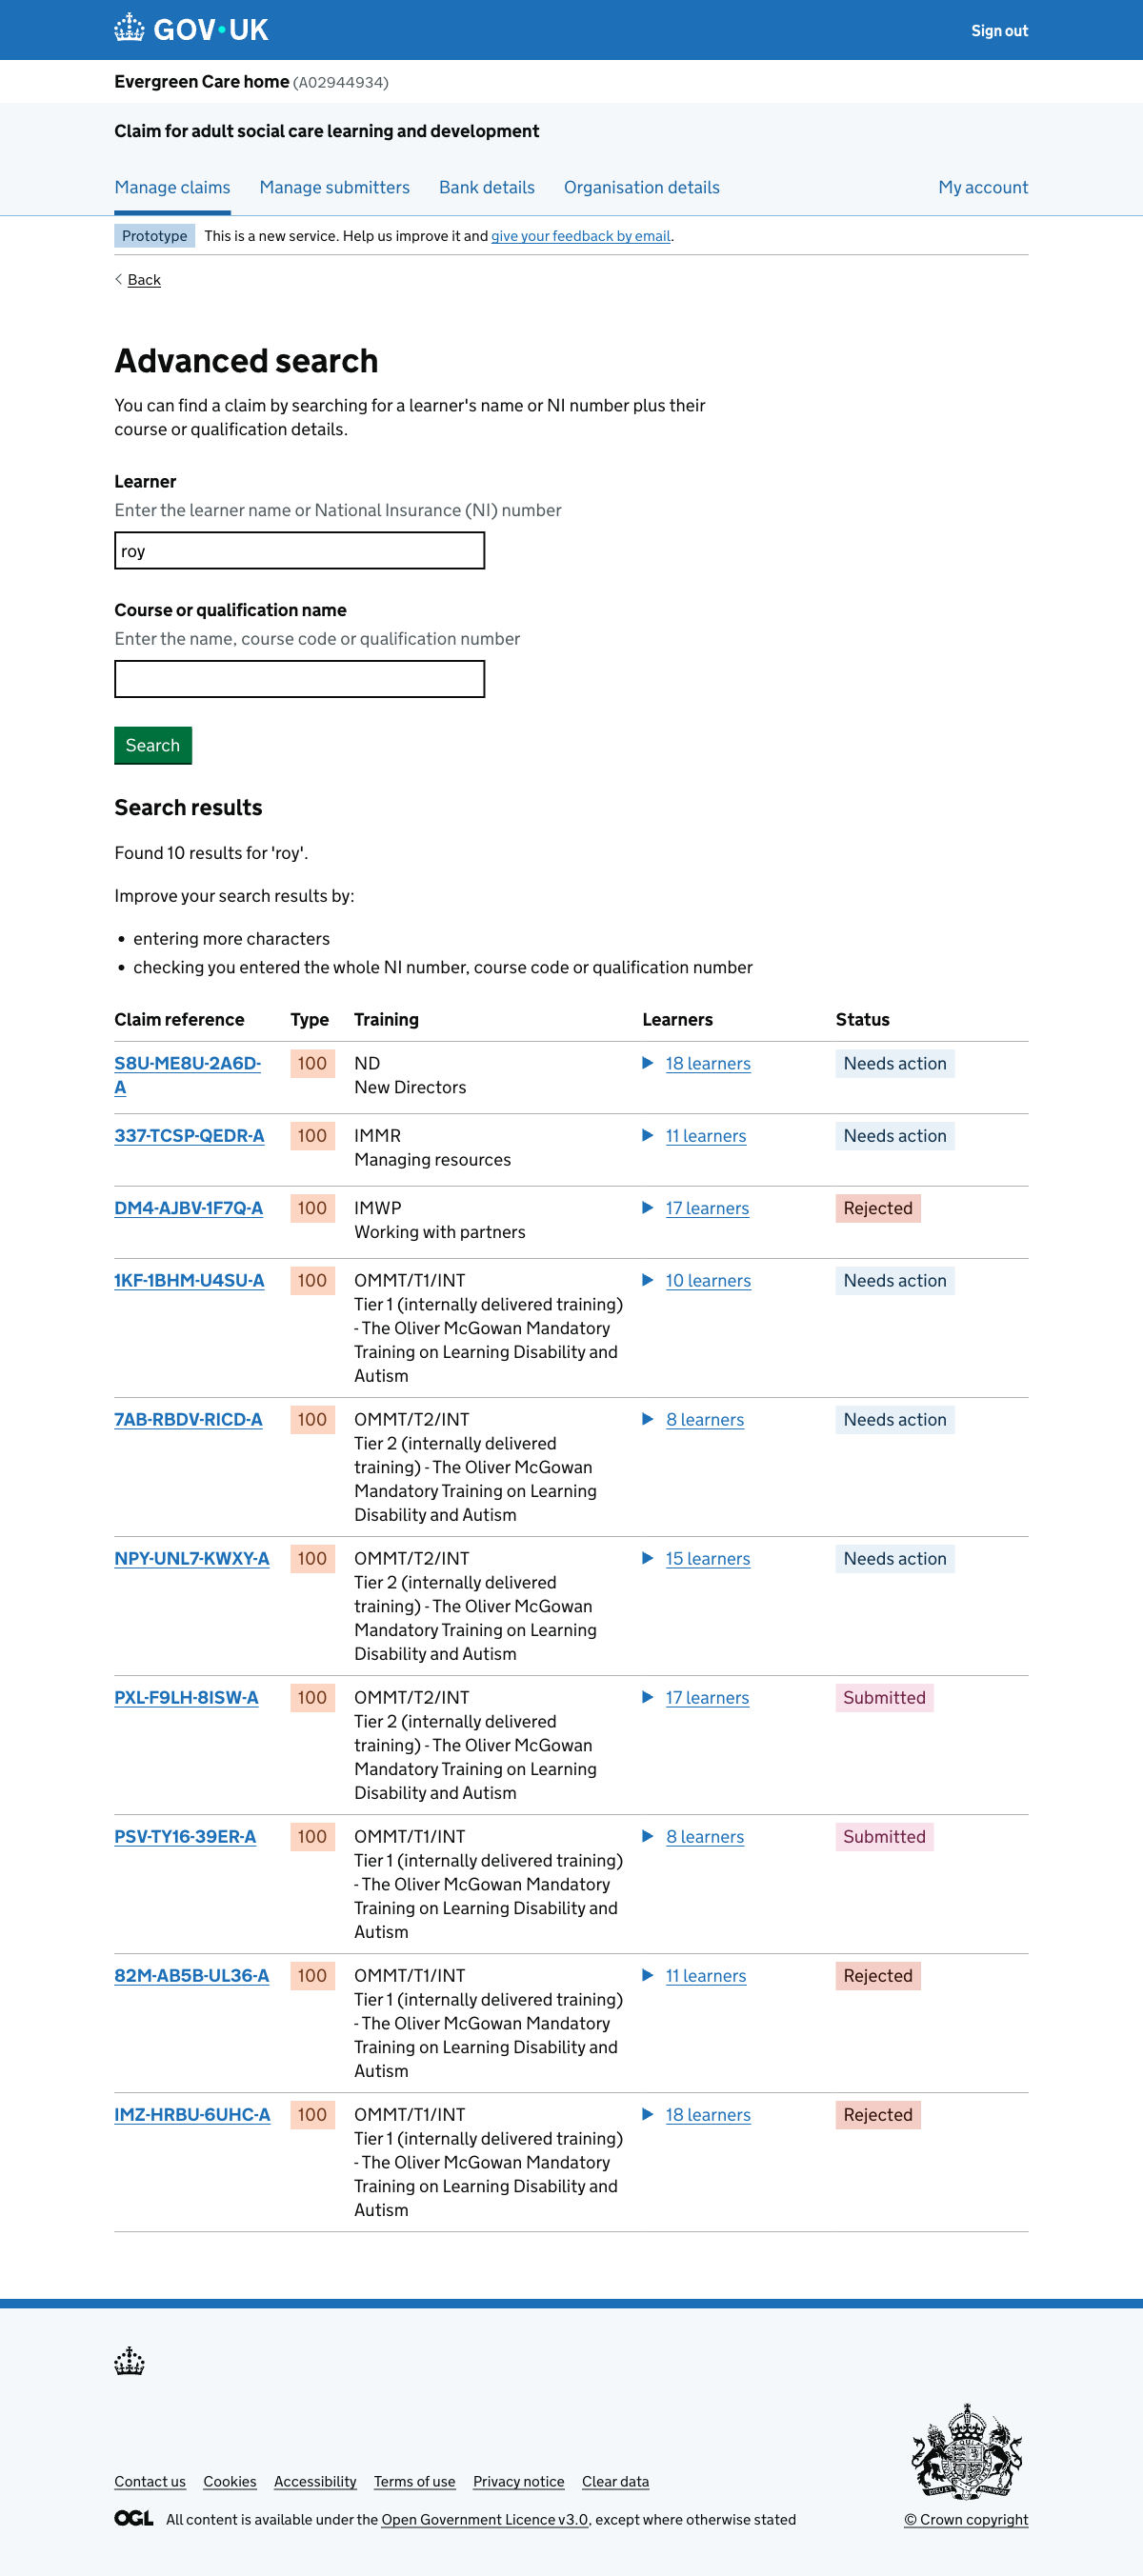 GOV•UK
Sign out
Evergreen Care home (A02944934)
Claim for adult social care learning and development
Manage claims Manage submitters Bank details Organisation details My account
Prototype This is a new service. Help us improve it and give your feedback by email.
Back
Advanced search
You can find a claim by searching for a learner's name or NI number plus their
course or qualification details.
Learner
Enter the learner name or National Insurance (NI) number
roy
Course or qualification name
Enter the name, course code or qualification number
Search
Search results
Found 10 results for 'roy'.
Improve your search results by:
• entering more characters
• checking you entered the whole NI number, course code or qualification number
Claim reference Type Training Learners Status
S8U-ME8U-2A6D- 100 ND 18 learners Needs action
A New Directors
337-TCSP-QEDR-A 100 IMMR 11 learners Needs action
Managing resources
DM4-AJBV-1F7Q-A 100 IMWP 17 learners Rejected
Working with partners
1KF-1BHM-U4SU-A 100 OMMT/T1/INT 10 learners Needs action
Tier 1 (internally delivered training)
- The Oliver McGowan Mandatory
Training on Learning Disability and
Autism
7AB-RBDV-RICD-A 100 OMMT/T2/INT 8 learners Needs action
Tier 2 (internally delivered
training) - The Oliver McGowan
Mandatory Training on Learning
Disability and Autism
NPY-UNL7-KWXY-A 100 OMMT/T2/INT 15 learners Needs action
Tier 2 (internally delivered
training) - The Oliver McGowan
Mandatory Training on Learning
Disability and Autism
PXL-F9LH-8ISW-A 100 OMMT/T2/INT 17 learners Submitted
Tier 2 (internally delivered
training) - The Oliver McGowan
Mandatory Training on Learning
Disability and Autism
PSV-TY16-39ER-A 100 OMMT/T1/INT 8 learners Submitted
Tier 1 (internally delivered training)
- The Oliver McGowan Mandatory
Training on Learning Disability and
Autism
82M-AB5B-UL36-A 100 OMMT/T1/INT 11 learners Rejected
Tier 1 (internally delivered training)
- The Oliver McGowan Mandatory
Training on Learning Disability and
Autism
IMZ-HRBU-6UHC-A 100 OMMT/T1/INT 18 learners Rejected
Tier 1 (internally delivered training)
- The Oliver McGowan Mandatory
Training on Learning Disability and
Autism
Contact us Cookies Accessibility Terms of use Privacy notice Clear data
OGL All content is available under the Open Government Licence v3.0, except where otherwise stated
© Crown copyright